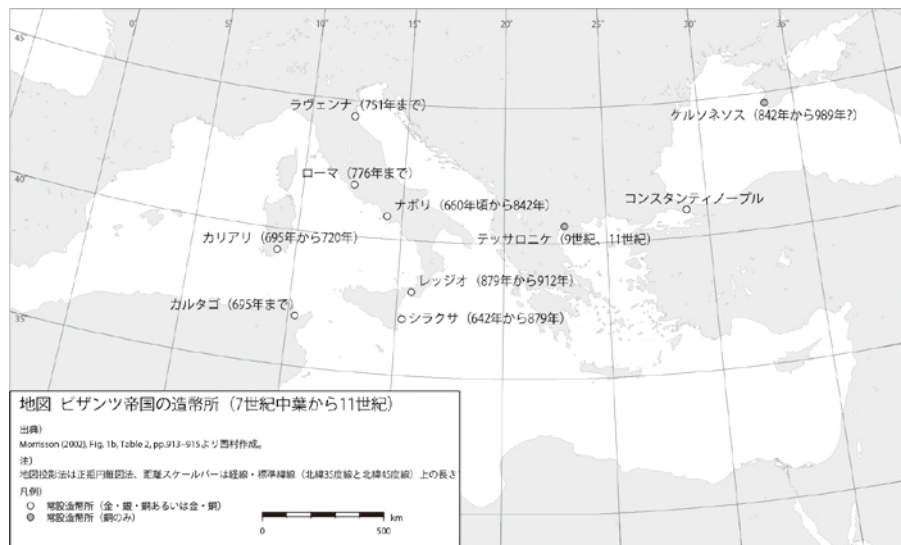 45
0°
5°
10°
15°
20°
25°
30°
35°
ラヴェンナ（751年まで）
ケルソネソス（842年から989年?）
40°
ローマ（776年まで）
ナポリ（660年頃から842年）
コンスタンティノープル
カリアリ（695年から720年）
テッサロニケ（9世紀、11世紀）
レッジオ（879年から912年）
カルタゴ（695年まで）
35°
シラクサ（642年から879年）
地図 ビザンツ帝国の造幣所（7世紀中葉から11世紀）
出典）
Morrisson (2002), Fig. 1b, Table 2, pp.913–915より西村作成。
注）
地図投影法は正距円錐図法、距離スケールバーは経線・標準緯線（北緯35度線と北緯45度線）上の長さ
凡例）
常設造幣所（金・銀・銅あるいは金・銅）
常設造幣所（銅のみ）
0
500
km